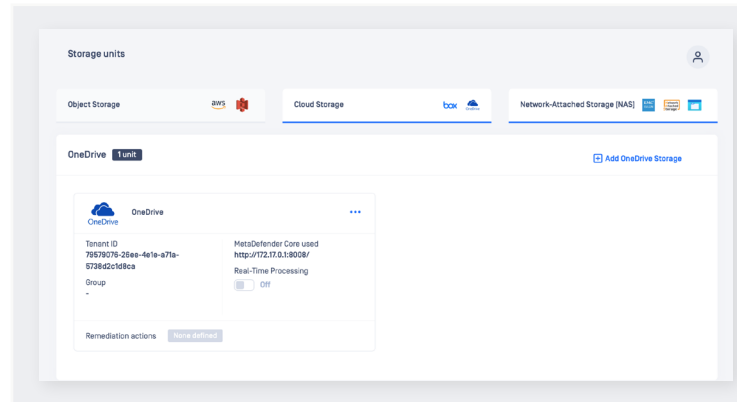 Storage units
Object Storage
aws
Cloud Storage
box
OneDrive
Network-Attached Storage (NAS)
OneDrive 1 unit
Add OneDrive Storage
OneDrive
OneDrive
Tenant ID
79579076-26ee-4e1e-a71a-
5738d2c1d8ca
Group
-
MetaDefender Core used
http://172.17.0.1:8008/
Real-Time Processing
Off
Remediation actions None defined